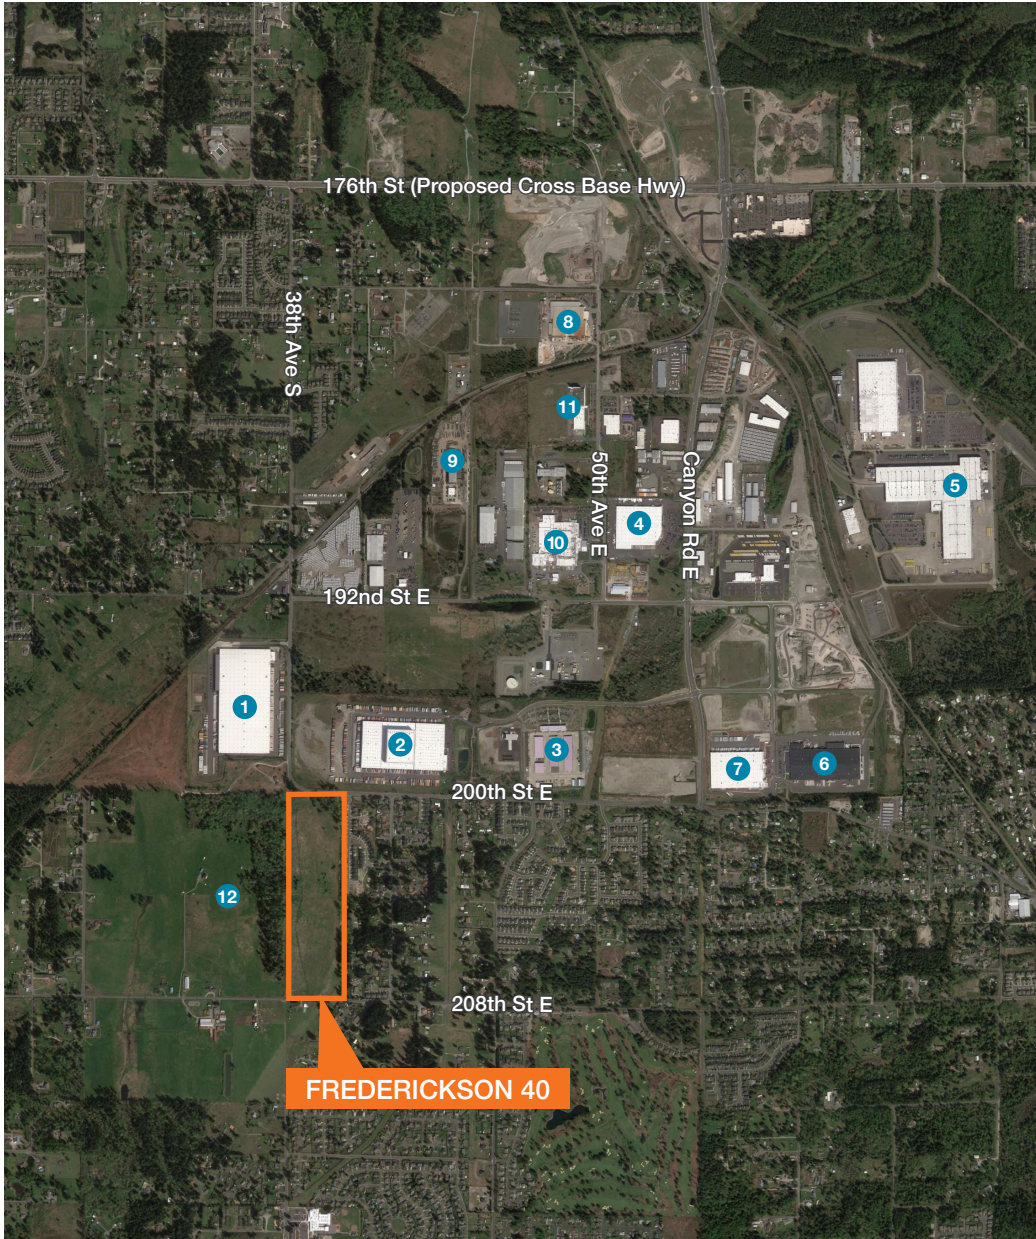 176th St (Proposed Cross Base Hwy)
38th Ave S
8
11
50th Ave E
Canyon Rd E
9
5
4
10
192nd St E
1
2
3
7
6
200th St E
12
208th St E
FREDERICKSON 40